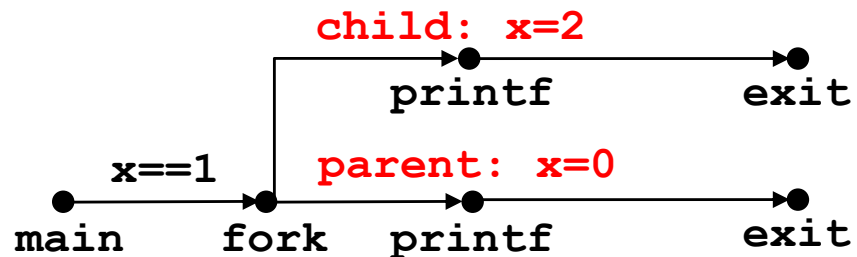 child: x=2
printf exit
x==1 parent: x=0
main fork printf exit